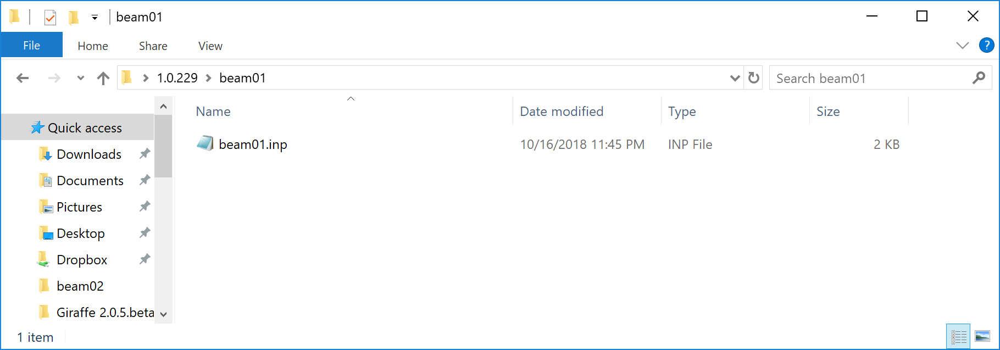 beam01
File Home Share View ?
1.0.229 beam01 Search beam01
Name Date modified Type Size
Quick access
beam01.inp 10/16/2018 11:45 PM INP File 2 KB
Downloads
Documents
Pictures
Desktop
Dropbox
beam02
Giraffe 2.0.5.beta
1 item